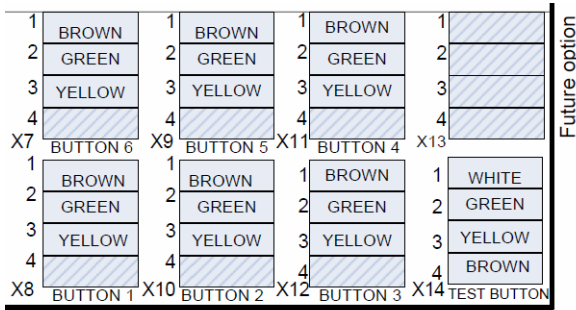 1 BROWN 1 BROWN 1 BROWN 1
2 GREEN 2 GREEN 2 GREEN 2
3 YELLOW 3 YELLOW 3 YELLOW 3
4 4 4 4
X7 BUTTON 6 X9 BUTTON 5 X11 BUTTON 4 X13
Future option
1 BROWN 1 BROWN 1 BROWN 1 WHITE
2 GREEN 2 GREEN 2 GREEN 2 GREEN
3 YELLOW 3 YELLOW 3 YELLOW 3 YELLOW
4 4 4 4 BROWN
X8 BUTTON 1 X10 BUTTON 2 X12 BUTTON 3 X14 TEST BUTTON